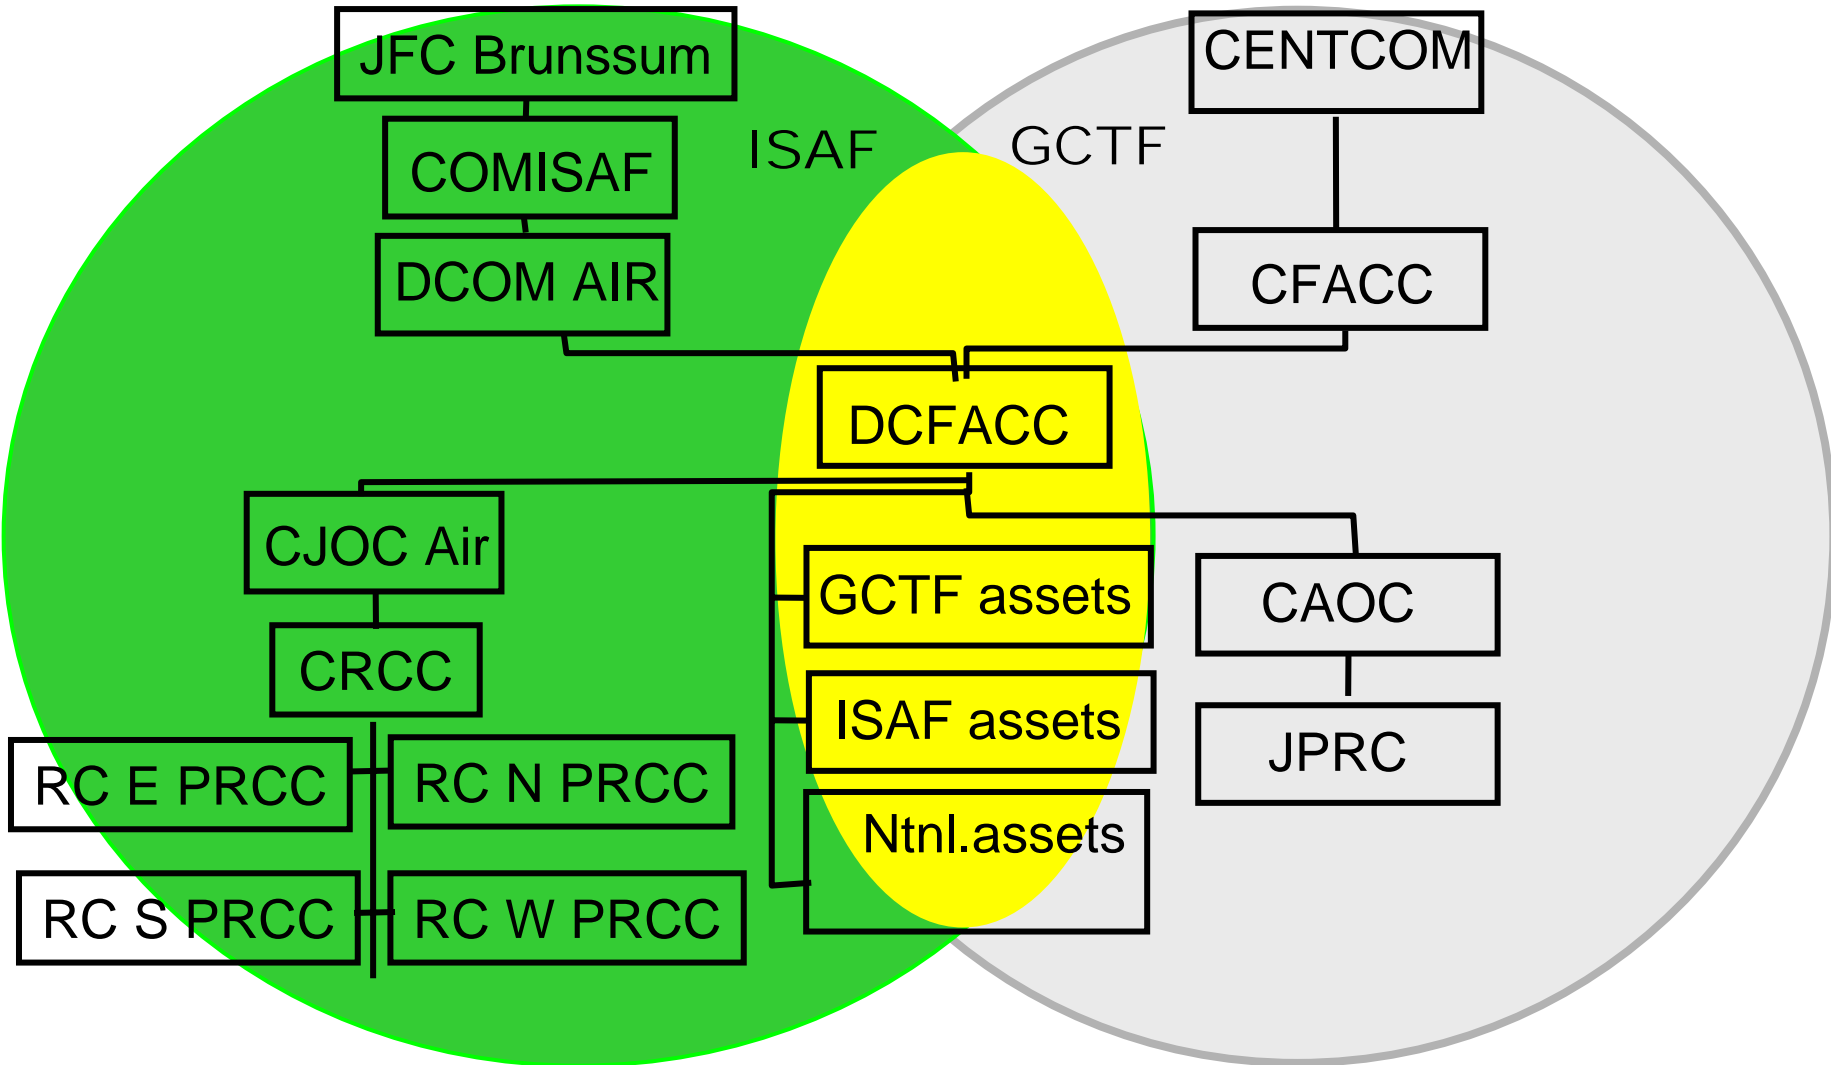 JFC Brunssum
CENTCOM
ISAF
GCTF
COMISAF
DCOM AIR
CFACC
DCFACC
CJOC Air
GCTF assets
CAOC
CRCC
ISAF assets
JPRC
RC E PRCC
RC N PRCC
Ntnl.assets
RC S PRCC
RC W PRCC